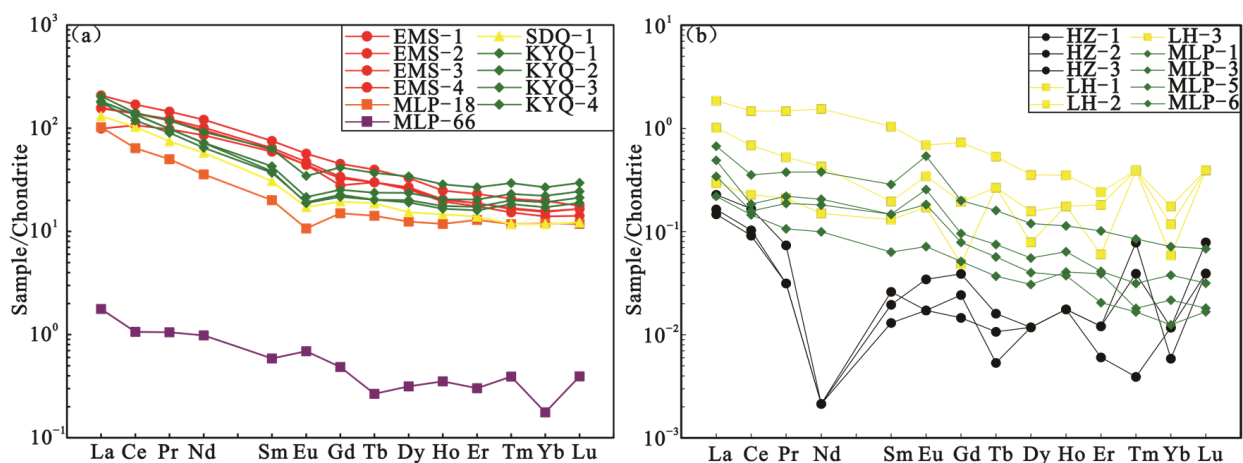 (a)
EMS-1 SDQ-1
EMS-2 KYQ-1
EMS-3 KYQ-2
EMS-4 KYQ-3
MLP-18 KYQ-4
MLP-66
Sample/Chondrite
10³
10²
10¹
10⁰
10⁻¹
La Ce Pr Nd Sm Eu Gd Tb Dy Ho Er Tm Yb Lu
(b)
HZ-1 LH-3
HZ-2 MLP-1
HZ-3 MLP-3
LH-1 MLP-5
LH-2 MLP-6
Sample/Chondrite
10¹
10⁰
10⁻¹
10⁻²
10⁻³
La Ce Pr Nd Sm Eu Gd Tb Dy Ho Er Tm Yb Lu